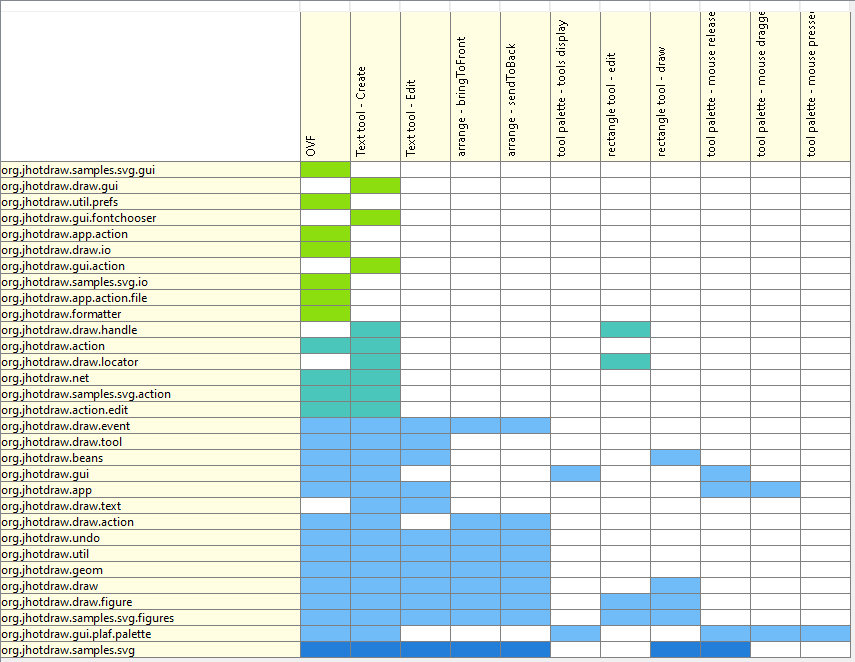 OVF
Text tool - Create
Text tool - Edit
arrange - bringToFront
arrange - sendToBack
tool palette - tools display
rectangle tool - edit
rectangle tool - draw
tool palette - mouse release
tool palette - mouse dragge
tool palette - mouse presse
org.jhotdraw.samples.svg.gui
org.jhotdraw.draw.gui
org.jhotdraw.util.prefs
org.jhotdraw.gui.fontchooser
org.jhotdraw.app.action
org.jhotdraw.draw.io
org.jhotdraw.gui.action
org.jhotdraw.samples.svg.io
org.jhotdraw.app.action.file
org.jhotdraw.formatter
org.jhotdraw.draw.handle
org.jhotdraw.action
org.jhotdraw.draw.locator
org.jhotdraw.net
org.jhotdraw.samples.svg.action
org.jhotdraw.action.edit
org.jhotdraw.draw.event
org.jhotdraw.draw.tool
org.jhotdraw.beans
org.jhotdraw.gui
org.jhotdraw.app
org.jhotdraw.draw.text
org.jhotdraw.draw.action
org.jhotdraw.undo
org.jhotdraw.util
org.jhotdraw.geom
org.jhotdraw.draw
org.jhotdraw.draw.figure
org.jhotdraw.samples.svg.figures
org.jhotdraw.gui.plaf.palette
org.jhotdraw.samples.svg